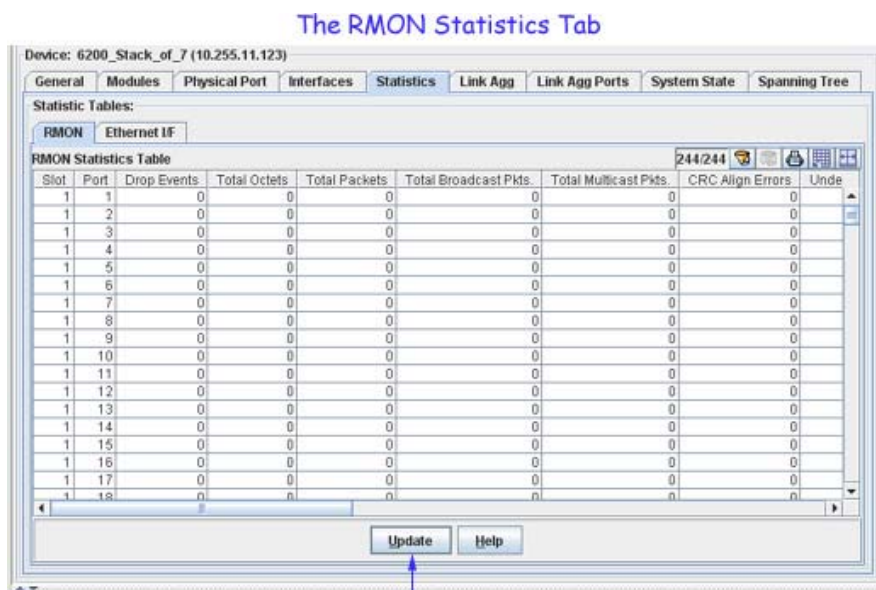 The RMON Statistics Tab
Device: 6200_Stack_of_7 (10.255.11.123)
General Modules Physical Port Interfaces Statistics Link Agg Link Agg Ports System State Spanning Tree
Statistic Tables:
RMON Ethernet I/F
RMON Statistics Table 244/244
Slot Port Drop Events Total Octets Total Packets Total Broadcast Pkts. Total Multicast Pkts. CRC Align Errors Unde
1 1 0 0 0 0 0 0
1 2 0 0 0 0 0 0
1 3 0 0 0 0 0 0
1 4 0 0 0 0 0 0
1 5 0 0 0 0 0 0
1 6 0 0 0 0 0 0
1 7 0 0 0 0 0 0
1 8 0 0 0 0 0 0
1 9 0 0 0 0 0 0
1 10 0 0 0 0 0 0
1 11 0 0 0 0 0 0
1 12 0 0 0 0 0 0
1 13 0 0 0 0 0 0
1 14 0 0 0 0 0 0
1 15 0 0 0 0 0 0
1 16 0 0 0 0 0 0
1 17 0 0 0 0 0 0
1 18 0 0 0 0 0 0
Update Help